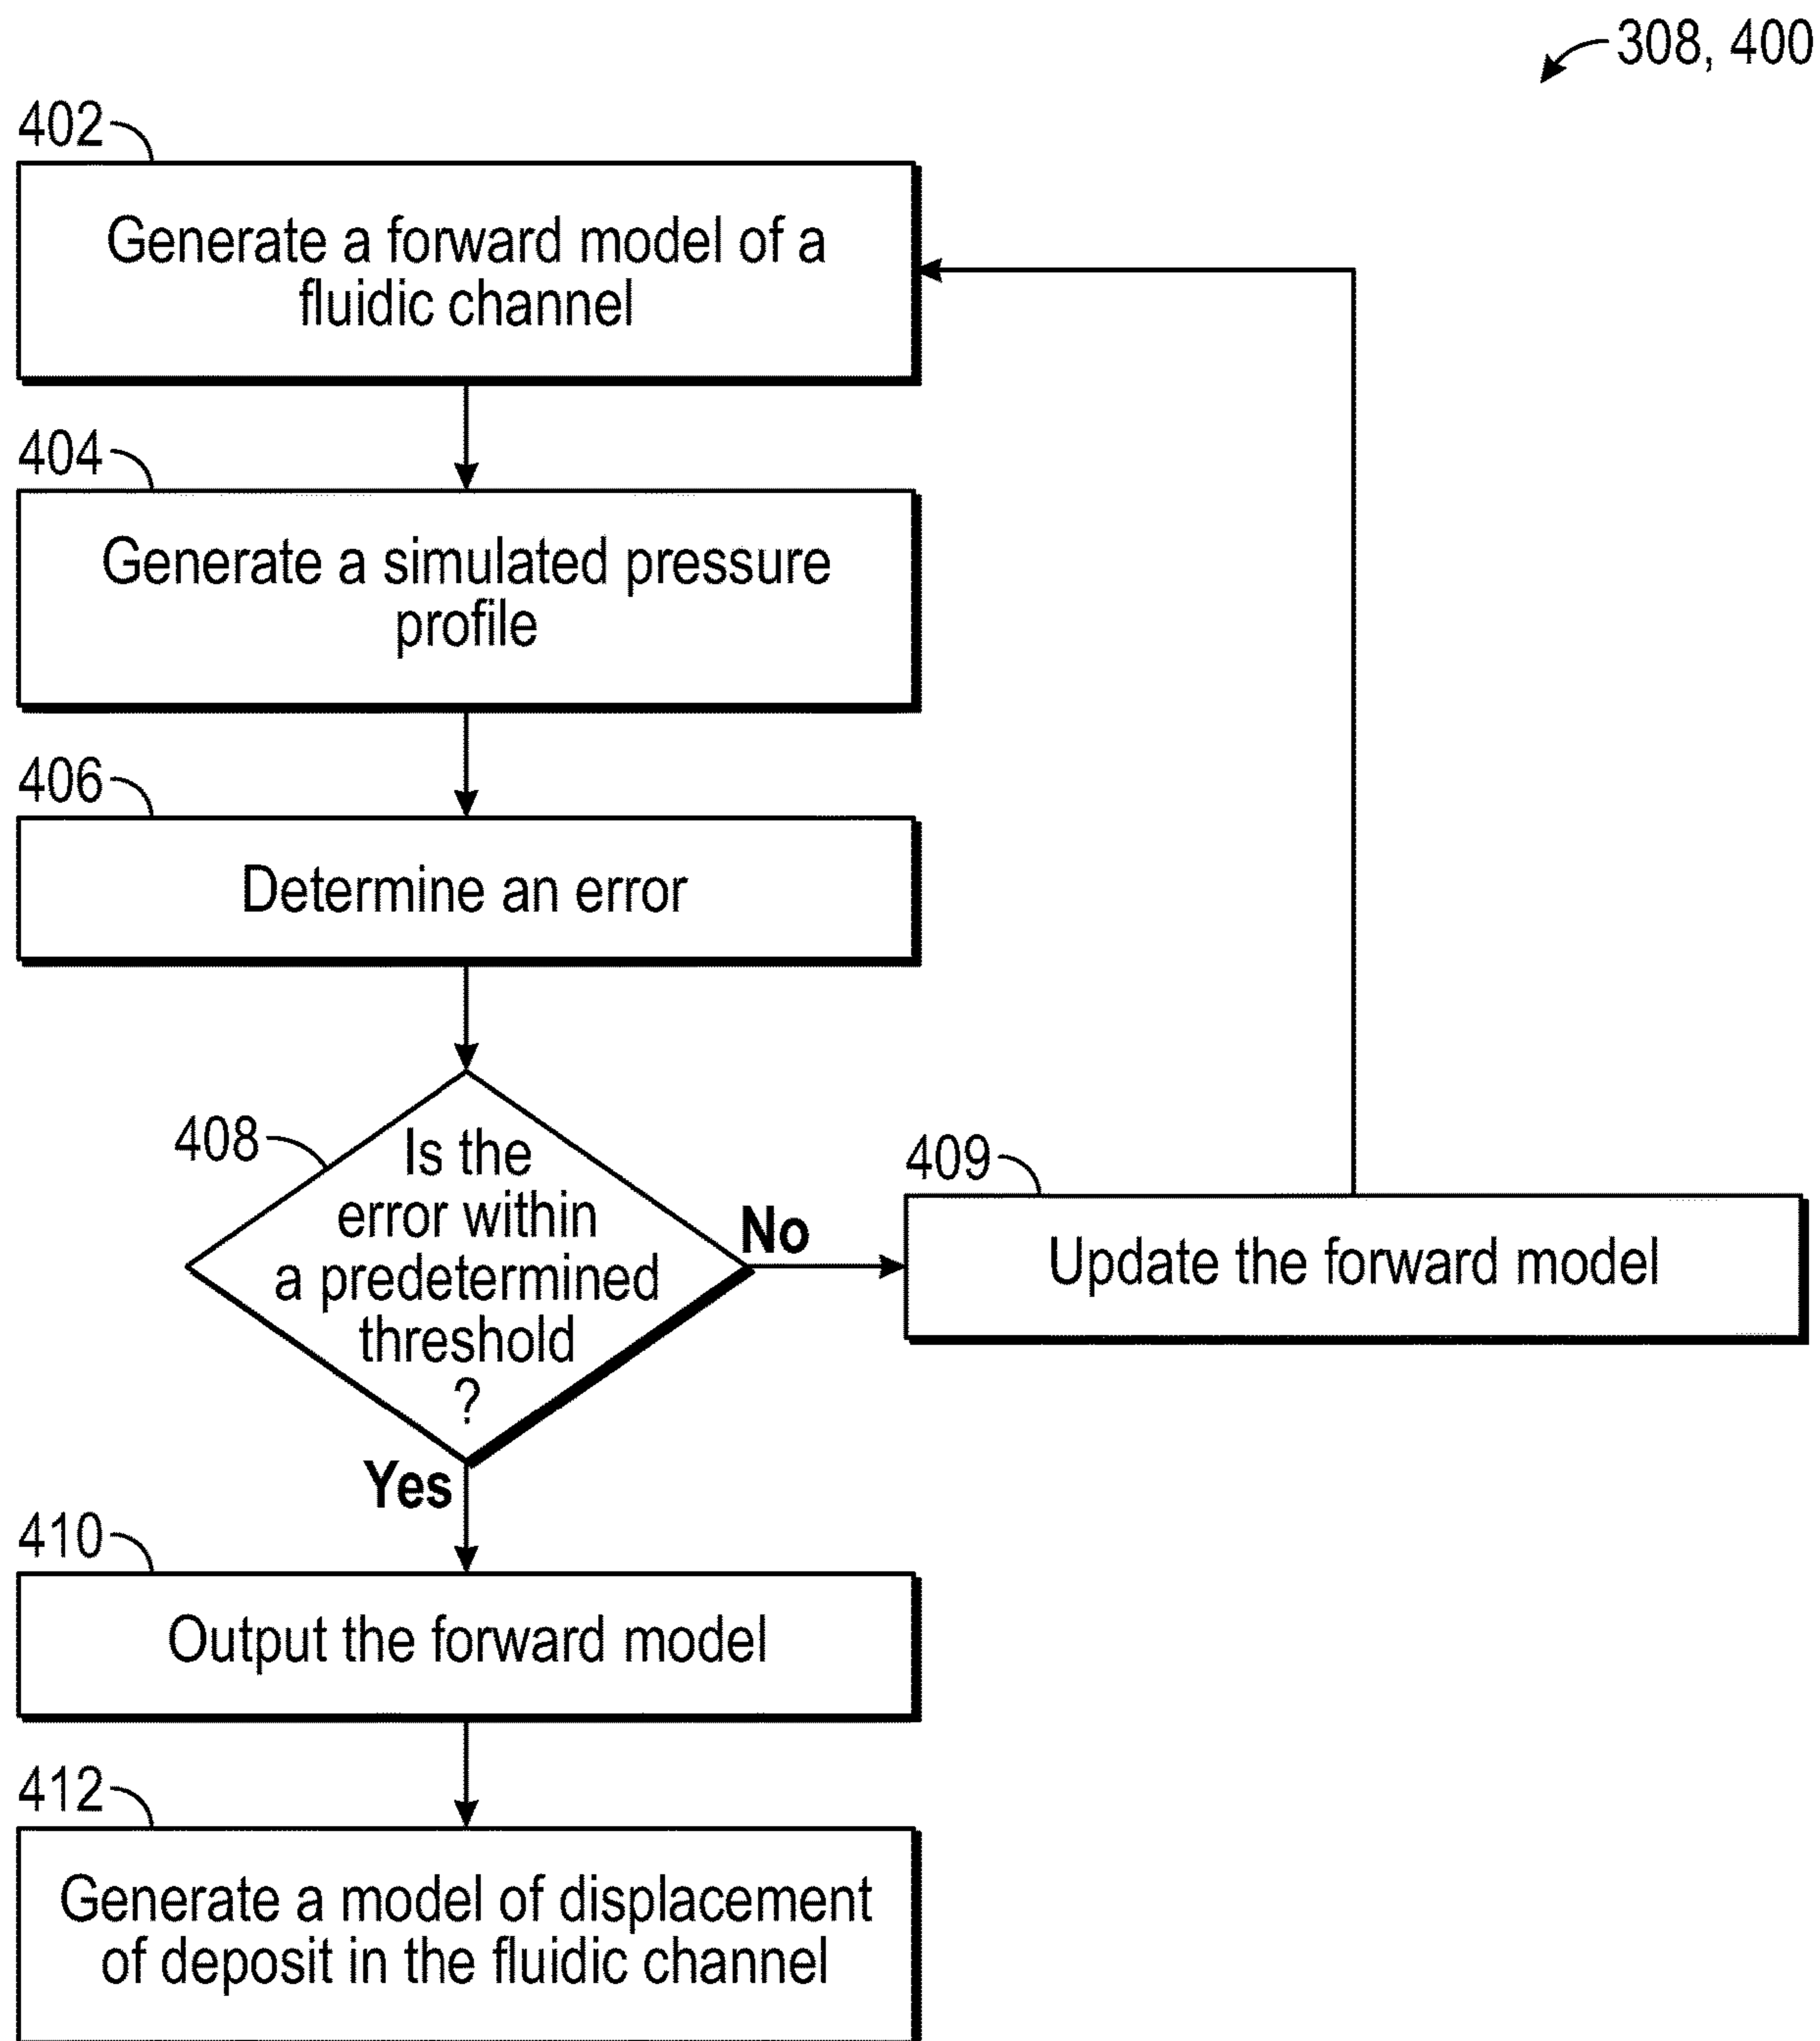 308, 400
402
Generate a forward model of a
fluidic channel
404
Generate a simulated pressure
profile
406
Determine an error
408
Is the
error within
a predetermined
threshold
?
No
409
Update the forward model
Yes
410
Output the forward model
412
Generate a model of displacement
of deposit in the fluidic channel